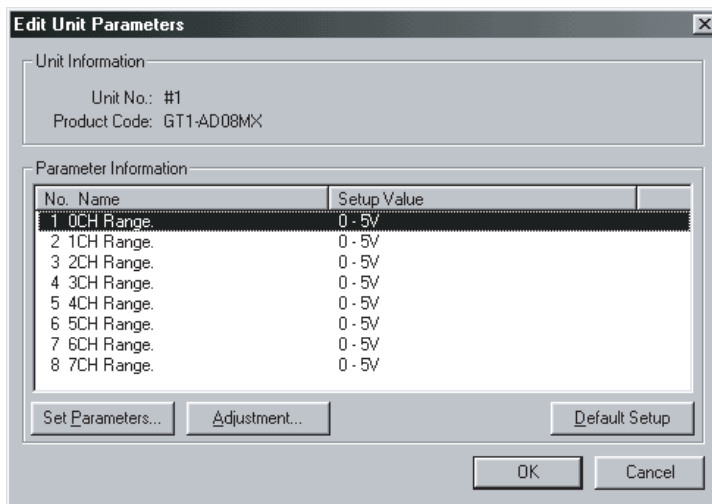 Edit Unit Parameters
Unit Information
Unit No.: #1
Product Code: GT1-AD08MX
Parameter Information
No. Name Setup Value
1 0CH Range. 0 - 5V
2 1CH Range. 0 - 5V
3 2CH Range. 0 - 5V
4 3CH Range. 0 - 5V
5 4CH Range. 0 - 5V
6 5CH Range. 0 - 5V
7 6CH Range. 0 - 5V
8 7CH Range. 0 - 5V
Set Parameters... Adjustment... Default Setup
OK Cancel